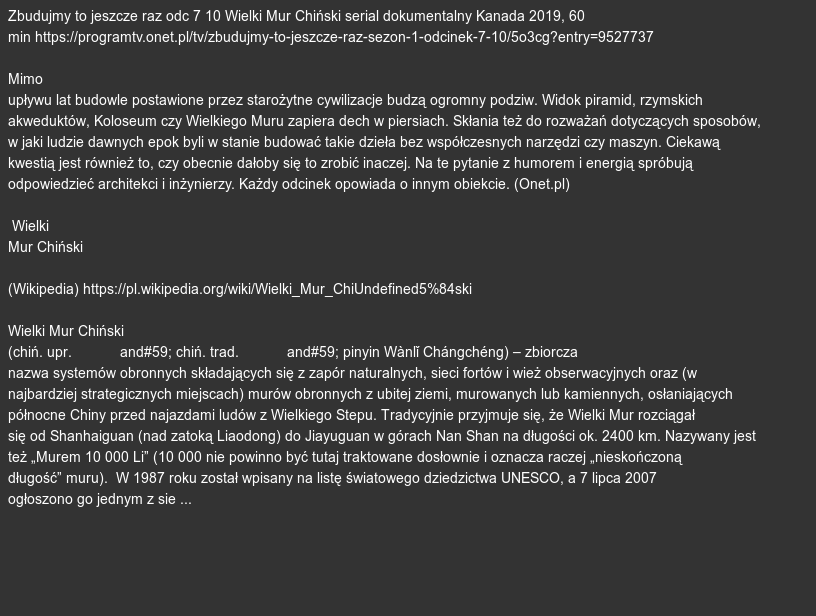 Zbudujmy to jeszcze raz odc 7 10 Wielki Mur Chiński serial dokumentalny Kanada 2019, 60
min https://programtv.onet.pl/tv/zbudujmy-to-jeszcze-raz-sezon-1-odcinek-7-10/5o3cg?entry=9527737
Mimo
upływu lat budowle postawione przez starożytne cywilizacje budzą ogromny podziw. Widok piramid, rzymskich
akweduktów, Koloseum czy Wielkiego Muru zapiera dech w piersiach. Skłania też do rozważań dotyczących sposobów,
w jaki ludzie dawnych epok byli w stanie budować takie dzieła bez współczesnych narzędzi czy maszyn. Ciekawą
kwestią jest również to, czy obecnie dałoby się to zrobić inaczej. Na te pytanie z humorem i energią spróbują
odpowiedzieć architekci i inżynierzy. Każdy odcinek opowiada o innym obiekcie. (Onet.pl)
Wielki
Mur Chiński
(Wikipedia) https://pl.wikipedia.org/wiki/Wielki_Mur_ChiUndefined5%84ski
Wielki Mur Chiński
(chiń. upr. and#59; chiń. trad. and#59; pinyin Wànlǐ Chángchéng) – zbiorcza
nazwa systemów obronnych składających się z zapór naturalnych, sieci fortów i wież obserwacyjnych oraz (w
najbardziej strategicznych miejscach) murów obronnych z ubitej ziemi, murowanych lub kamiennych, osłaniających
północne Chiny przed najazdami ludów z Wielkiego Stepu. Tradycyjnie przyjmuje się, że Wielki Mur rozciągał
się od Shanhaiguan (nad zatoką Liaodong) do Jiayuguan w górach Nan Shan na długości ok. 2400 km. Nazywany jest
też „Murem 10 000 Li” (10 000 nie powinno być tutaj traktowane dosłownie i oznacza raczej „nieskończoną
długość” muru). W 1987 roku został wpisany na listę światowego dziedzictwa UNESCO, a 7 lipca 2007
ogłoszono go jednym z sie ...